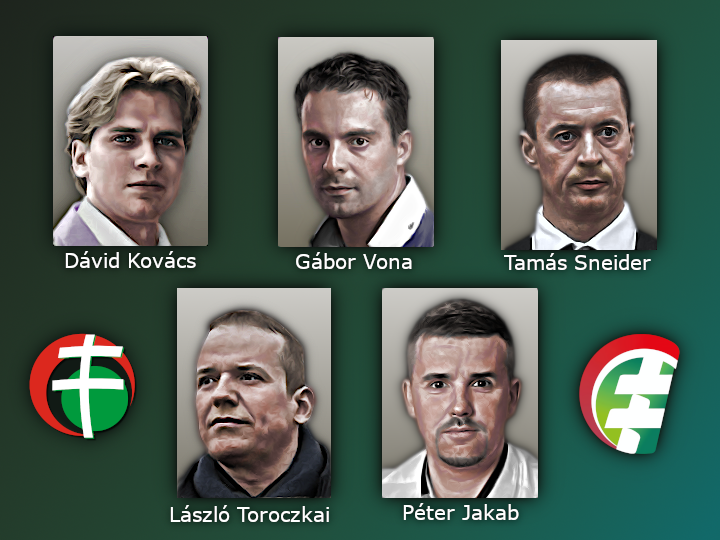 Dávid Kovács
Gábor Vona
Tamás Sneider
László Toroczkai
Péter Jakab